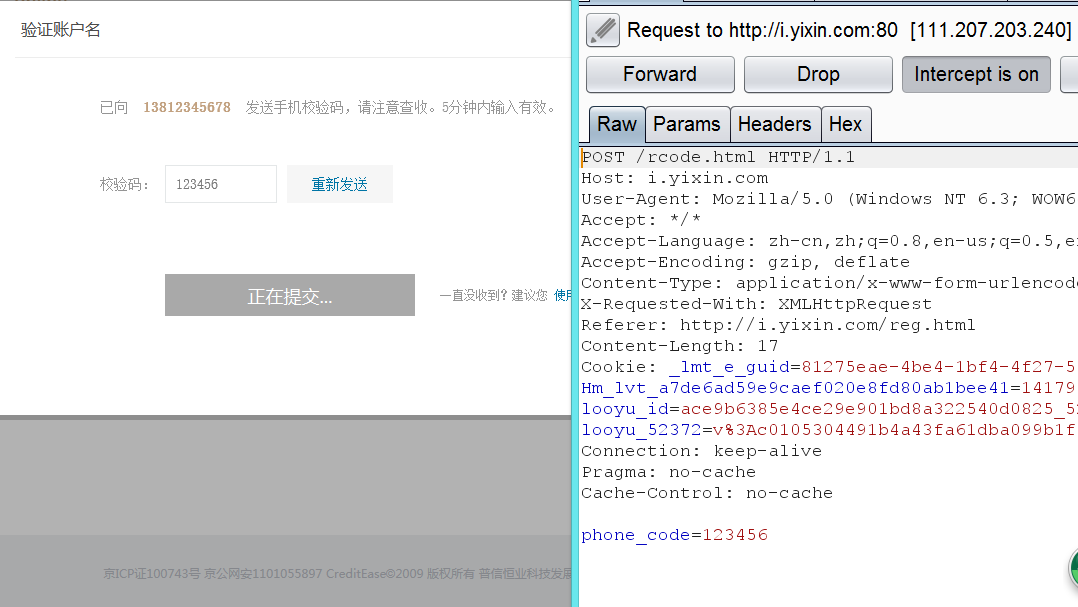 验证账户名
已向 13812345678 发送手机校验码，请注意查收。5分钟内输入有效。
校验码： 123456 重新发送
正在提交... 一直没收到？建议您 使用
京ICP证100743号 京公网安1101055897 CreditEase©2009 版权所有 普信恒业科技发展
Request to http://i.yixin.com:80 [111.207.203.240]
Forward Drop Intercept is on
Raw Params Headers Hex
POST /rcode.html HTTP/1.1
Host: i.yixin.com
User-Agent: Mozilla/5.0 (Windows NT 6.3; WOW6
Accept: */*
Accept-Language: zh-cn,zh;q=0.8,en-us;q=0.5,e
Accept-Encoding: gzip, deflate
Content-Type: application/x-www-form-urlencode
X-Requested-With: XMLHttpRequest
Referer: http://i.yixin.com/reg.html
Content-Length: 17
Cookie: _lmt_e_guid=81275eae-4be4-1bf4-4f27-5
Hm_lvt_a7de6ad59e9caef020e8fd80ab1bee41=14179
looyu_id=ace9b6385e4ce29e901bd8a322540d0825_5
looyu_52372=v%3Ac0105304491b4a43fa61dba099b1f
Connection: keep-alive
Pragma: no-cache
Cache-Control: no-cache
phone_code=123456